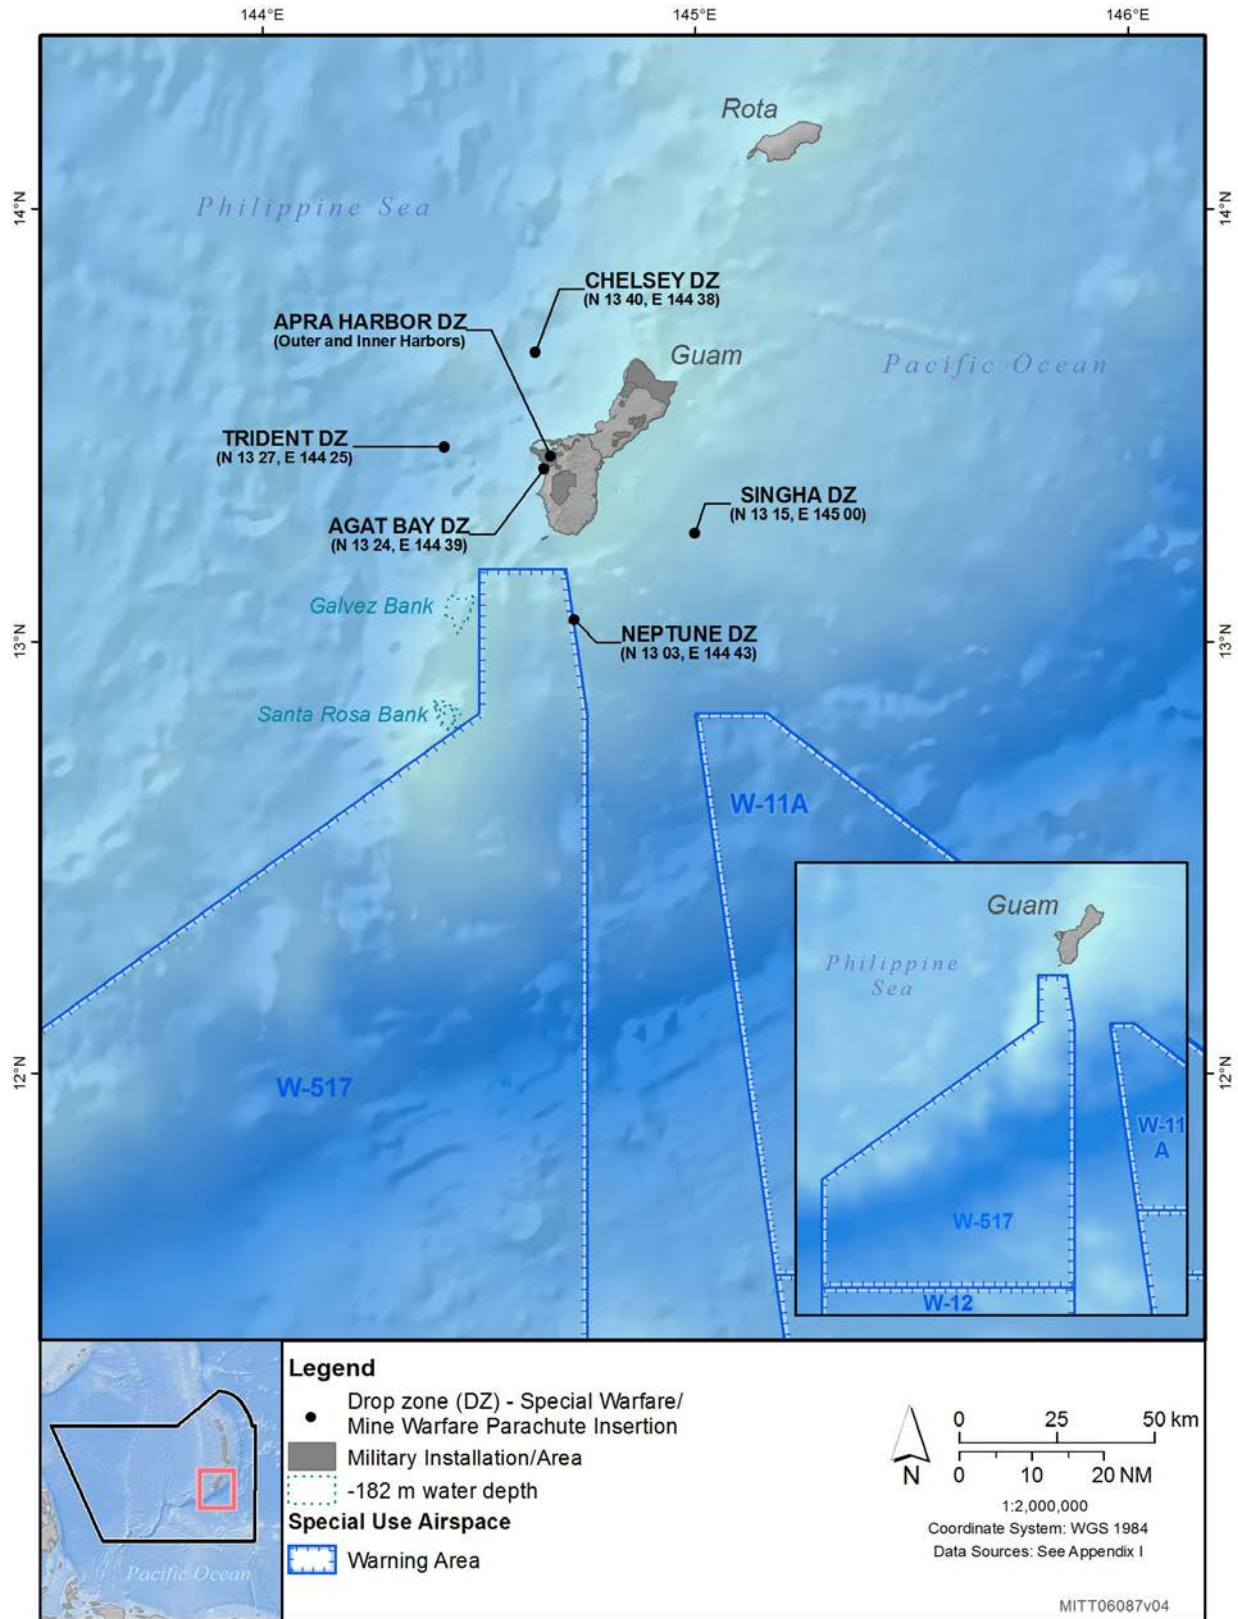 144°E
145°E
146°E
Rota
14°N
14°N
Philippine Sea
CHELSEY DZ
(N 13 40, E 144 38)
APRA HARBOR DZ
(Outer and Inner Harbors)
Guam
Pacific Ocean
TRIDENT DZ
(N 13 27, E 144 25)
SINGHA DZ
(N 13 15, E 145 00)
AGAT BAY DZ
(N 13 24, E 144 39)
Galvez Bank
NEPTUNE DZ
(N 13 03, E 144 43)
13°N
13°N
Santa Rosa Bank
W-11A
W-517
12°N
12°N
Guam
Philippine
Sea
W-11
A
W-517
W-12
Pacific Ocean
Legend
Drop zone (DZ) - Special Warfare/
Mine Warfare Parachute Insertion
Military Installation/Area
-182 m water depth
Special Use Airspace
Warning Area
N
0 25 50 km
0 10 20 NM
1:2,000,000
Coordinate System: WGS 1984
Data Sources: See Appendix I
MITT06087v04